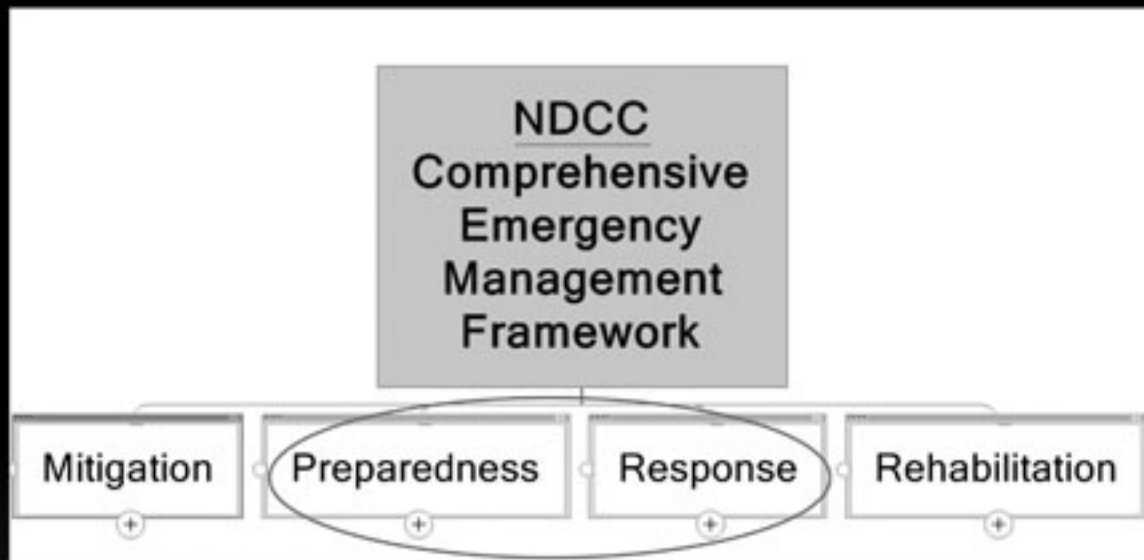 NDCC
Comprehensive
Emergency
Management
Framework
Mitigation
Preparedness
Response
Rehabilitation